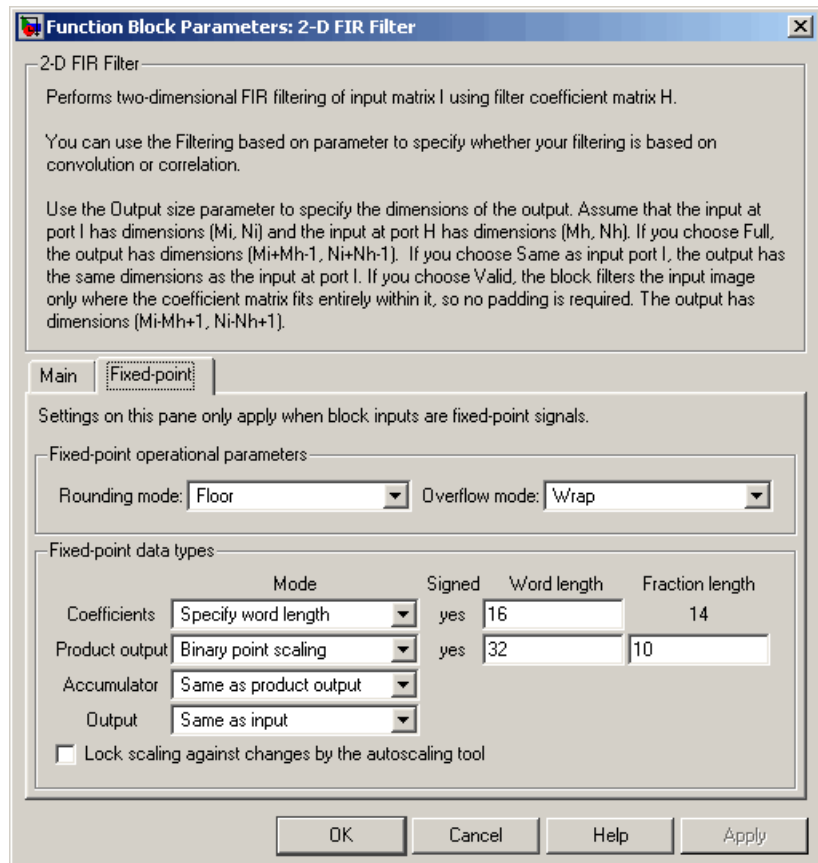 Function Block Parameters: 2-D FIR Filter
2-D FIR Filter
Performs two-dimensional FIR filtering of input matrix I using filter coefficient matrix H.
You can use the Filtering based on parameter to specify whether your filtering is based on
convolution or correlation.
Use the Output size parameter to specify the dimensions of the output. Assume that the input at
port I has dimensions (Mi, Ni) and the input at port H has dimensions (Mh, Nh). If you choose Full,
the output has dimensions (Mi+Mh-1, Ni+Nh-1).  If you choose Same as input port I, the output has
the same dimensions as the input at port I. If you choose Valid, the block filters the input image
only where the coefficient matrix fits entirely within it, so no padding is required. The output has
dimensions (Mi-Mh+1, Ni-Nh+1).
Main Fixed-point
Settings on this pane only apply when block inputs are fixed-point signals.
Fixed-point operational parameters
Rounding mode: Floor Overflow mode: Wrap
Fixed-point data types
Mode Signed Word length Fraction length
Coefficients Specify word length yes 16 14
Product output Binary point scaling yes 32 10
Accumulator Same as product output
Output Same as input
Lock scaling against changes by the autoscaling tool
OK Cancel Help Apply